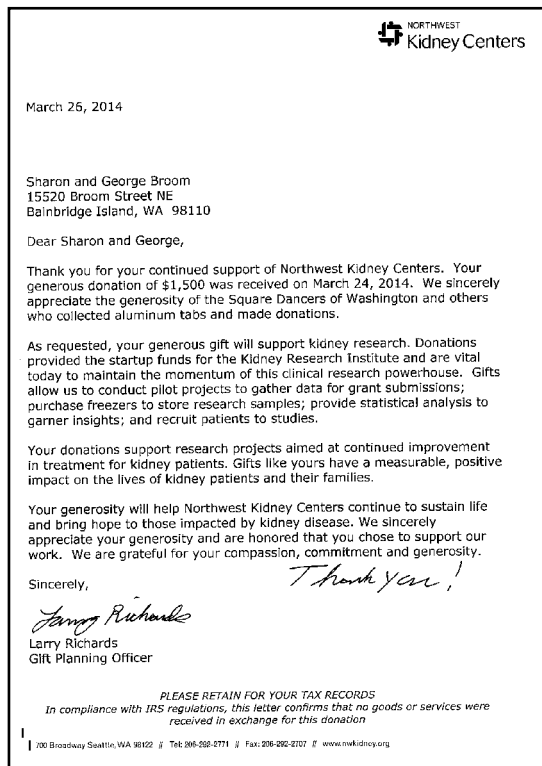 NORTHWEST
Kidney Centers
March 26, 2014
Sharon and George Broom
15520 Broom Street NE
Bainbridge Island, WA 98110
Dear Sharon and George,
Thank you for your continued support of Northwest Kidney Centers. Your
generous donation of $1,500 was received on March 24, 2014. We sincerely
appreciate the generosity of the Square Dancers of Washington and others
who collected aluminum tabs and made donations.
As requested, your generous gift will support kidney research. Donations
provided the startup funds for the Kidney Research Institute and are vital
today to maintain the momentum of this clinical research powerhouse. Gifts
allow us to conduct pilot projects to gather data for grant submissions;
purchase freezers to store research samples; provide statistical analysis to
garner insights; and recruit patients to studies.
Your donations support research projects aimed at continued improvement
in treatment for kidney patients. Gifts like yours have a measurable, positive
impact on the lives of kidney patients and their families.
Your generosity will help Northwest Kidney Centers continue to sustain life
and bring hope to those impacted by kidney disease. We sincerely
appreciate your generosity and are honored that you chose to support our
work. We are grateful for your compassion, commitment and generosity.
Thank you!
Sincerely,
Larry Richards
Larry Richards
Gift Planning Officer
PLEASE RETAIN FOR YOUR TAX RECORDS
In compliance with IRS regulations, this letter confirms that no goods or services were
received in exchange for this donation
700 Broadway Seattle, WA 98122 // Tel: 206-292-2771 // Fax: 206-292-2707 // www.nwkidney.org